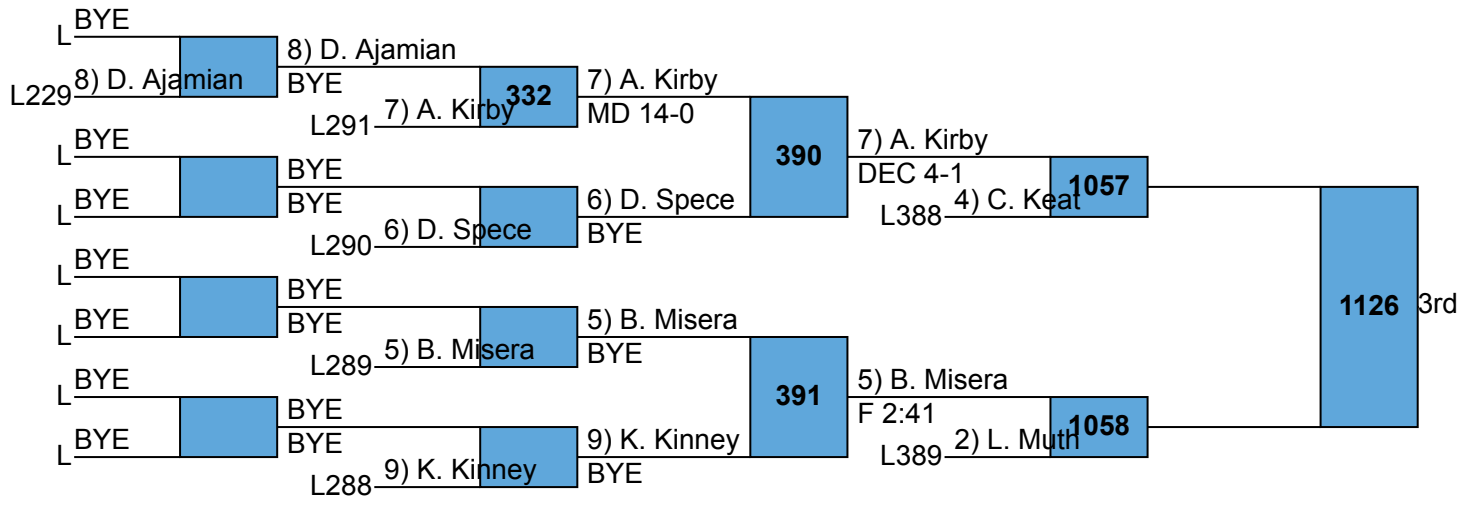 BYE
L
8) D. Ajamian
L229
8) D. Ajamian
BYE
332
7) A. Kirby
L291
7) A. Kirby
MD 14-0
BYE
L
BYE
L
BYE
BYE
6) D. Spece
L290
6) D. Spece
BYE
390
7) A. Kirby
DEC 4-1
1057
4) C. Keat
L388
BYE
L
BYE
L
BYE
BYE
5) B. Misera
L289
5) B. Misera
BYE
BYE
L
BYE
L
BYE
BYE
9) K. Kinney
L288
9) K. Kinney
BYE
391
5) B. Misera
F 2:41
1058
2) L. Muth
L389
1126
3rd